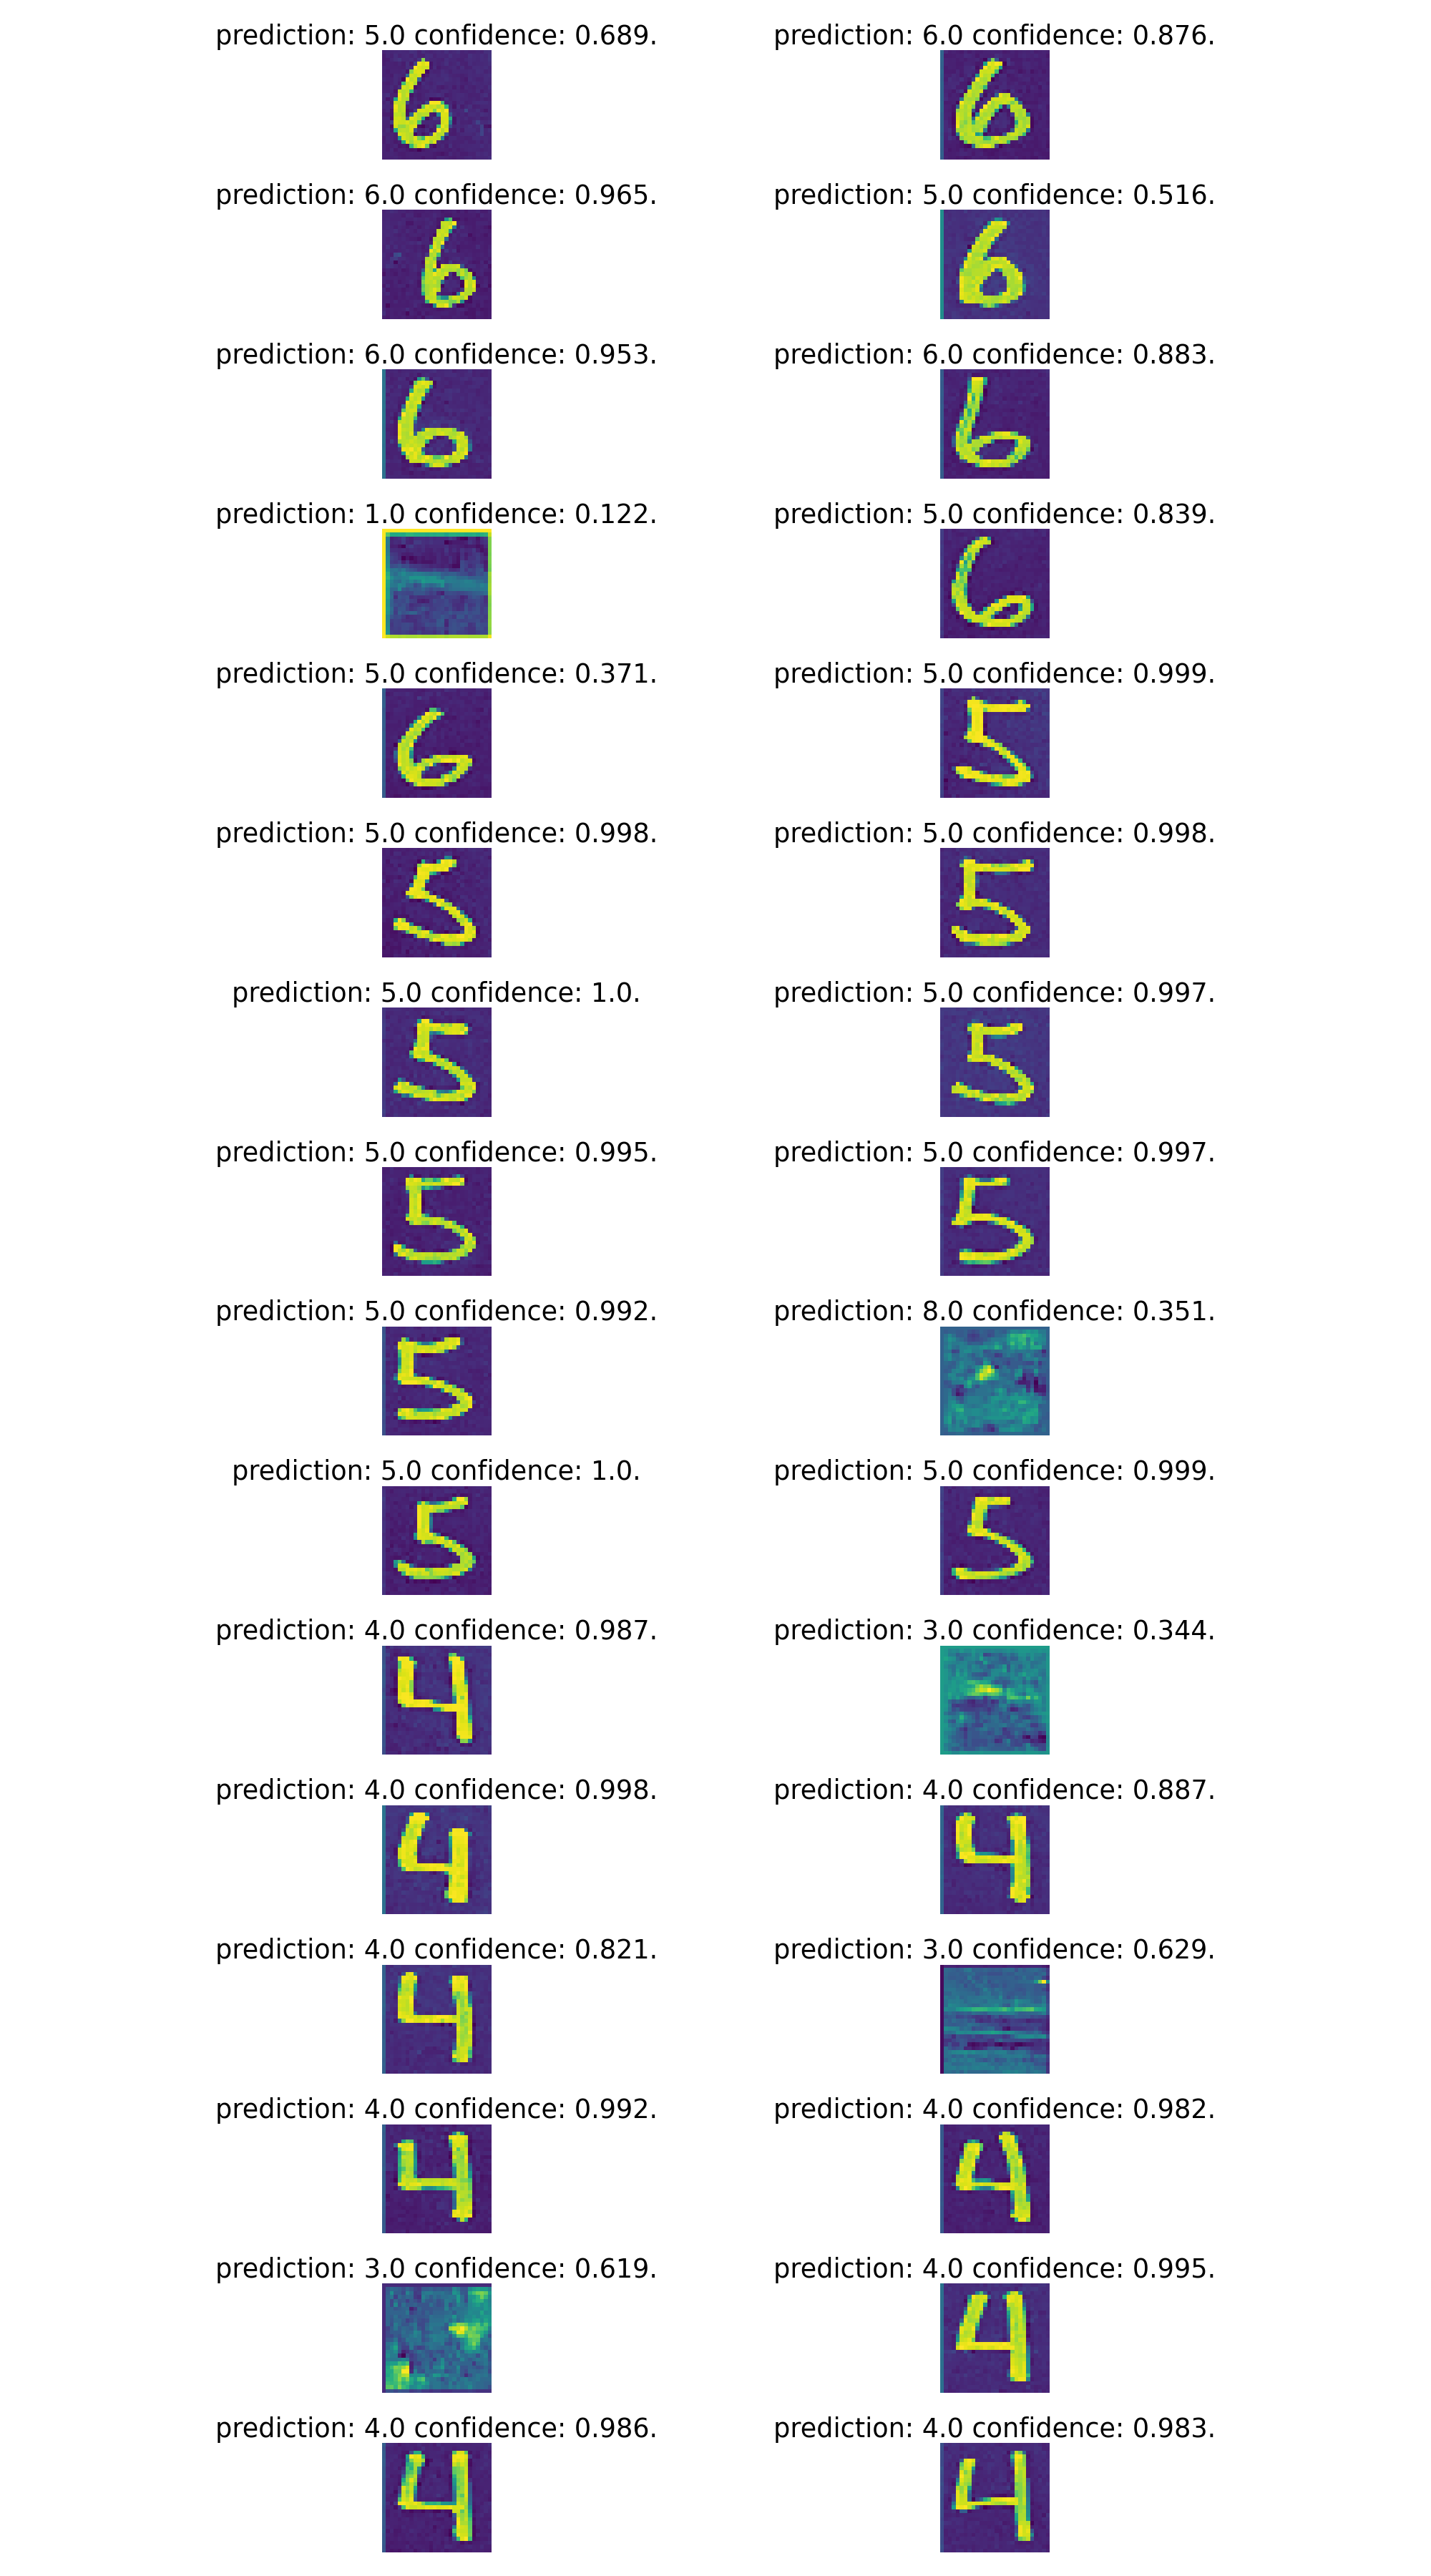 prediction: 5.0 confidence: 0.689. prediction: 6.0 confidence: 0.876.
6 6
prediction: 6.0 confidence: 0.965. prediction: 5.0 confidence: 0.516.
6 6
prediction: 6.0 confidence: 0.953. prediction: 6.0 confidence: 0.883.
6 6
prediction: 1.0 confidence: 0.122. prediction: 5.0 confidence: 0.839.
6
prediction: 5.0 confidence: 0.371. prediction: 5.0 confidence: 0.999.
6 5
prediction: 5.0 confidence: 0.998. prediction: 5.0 confidence: 0.998.
5 5
prediction: 5.0 confidence: 1.0. prediction: 5.0 confidence: 0.997.
5 5
prediction: 5.0 confidence: 0.995. prediction: 5.0 confidence: 0.997.
5 5
prediction: 5.0 confidence: 0.992. prediction: 8.0 confidence: 0.351.
5
prediction: 5.0 confidence: 1.0. prediction: 5.0 confidence: 0.999.
5 5
prediction: 4.0 confidence: 0.987. prediction: 3.0 confidence: 0.344.
4
prediction: 4.0 confidence: 0.998. prediction: 4.0 confidence: 0.887.
4 4
prediction: 4.0 confidence: 0.821. prediction: 3.0 confidence: 0.629.
4
prediction: 4.0 confidence: 0.992. prediction: 4.0 confidence: 0.982.
4 4
prediction: 3.0 confidence: 0.619. prediction: 4.0 confidence: 0.995.
4
prediction: 4.0 confidence: 0.986. prediction: 4.0 confidence: 0.983.
4 4